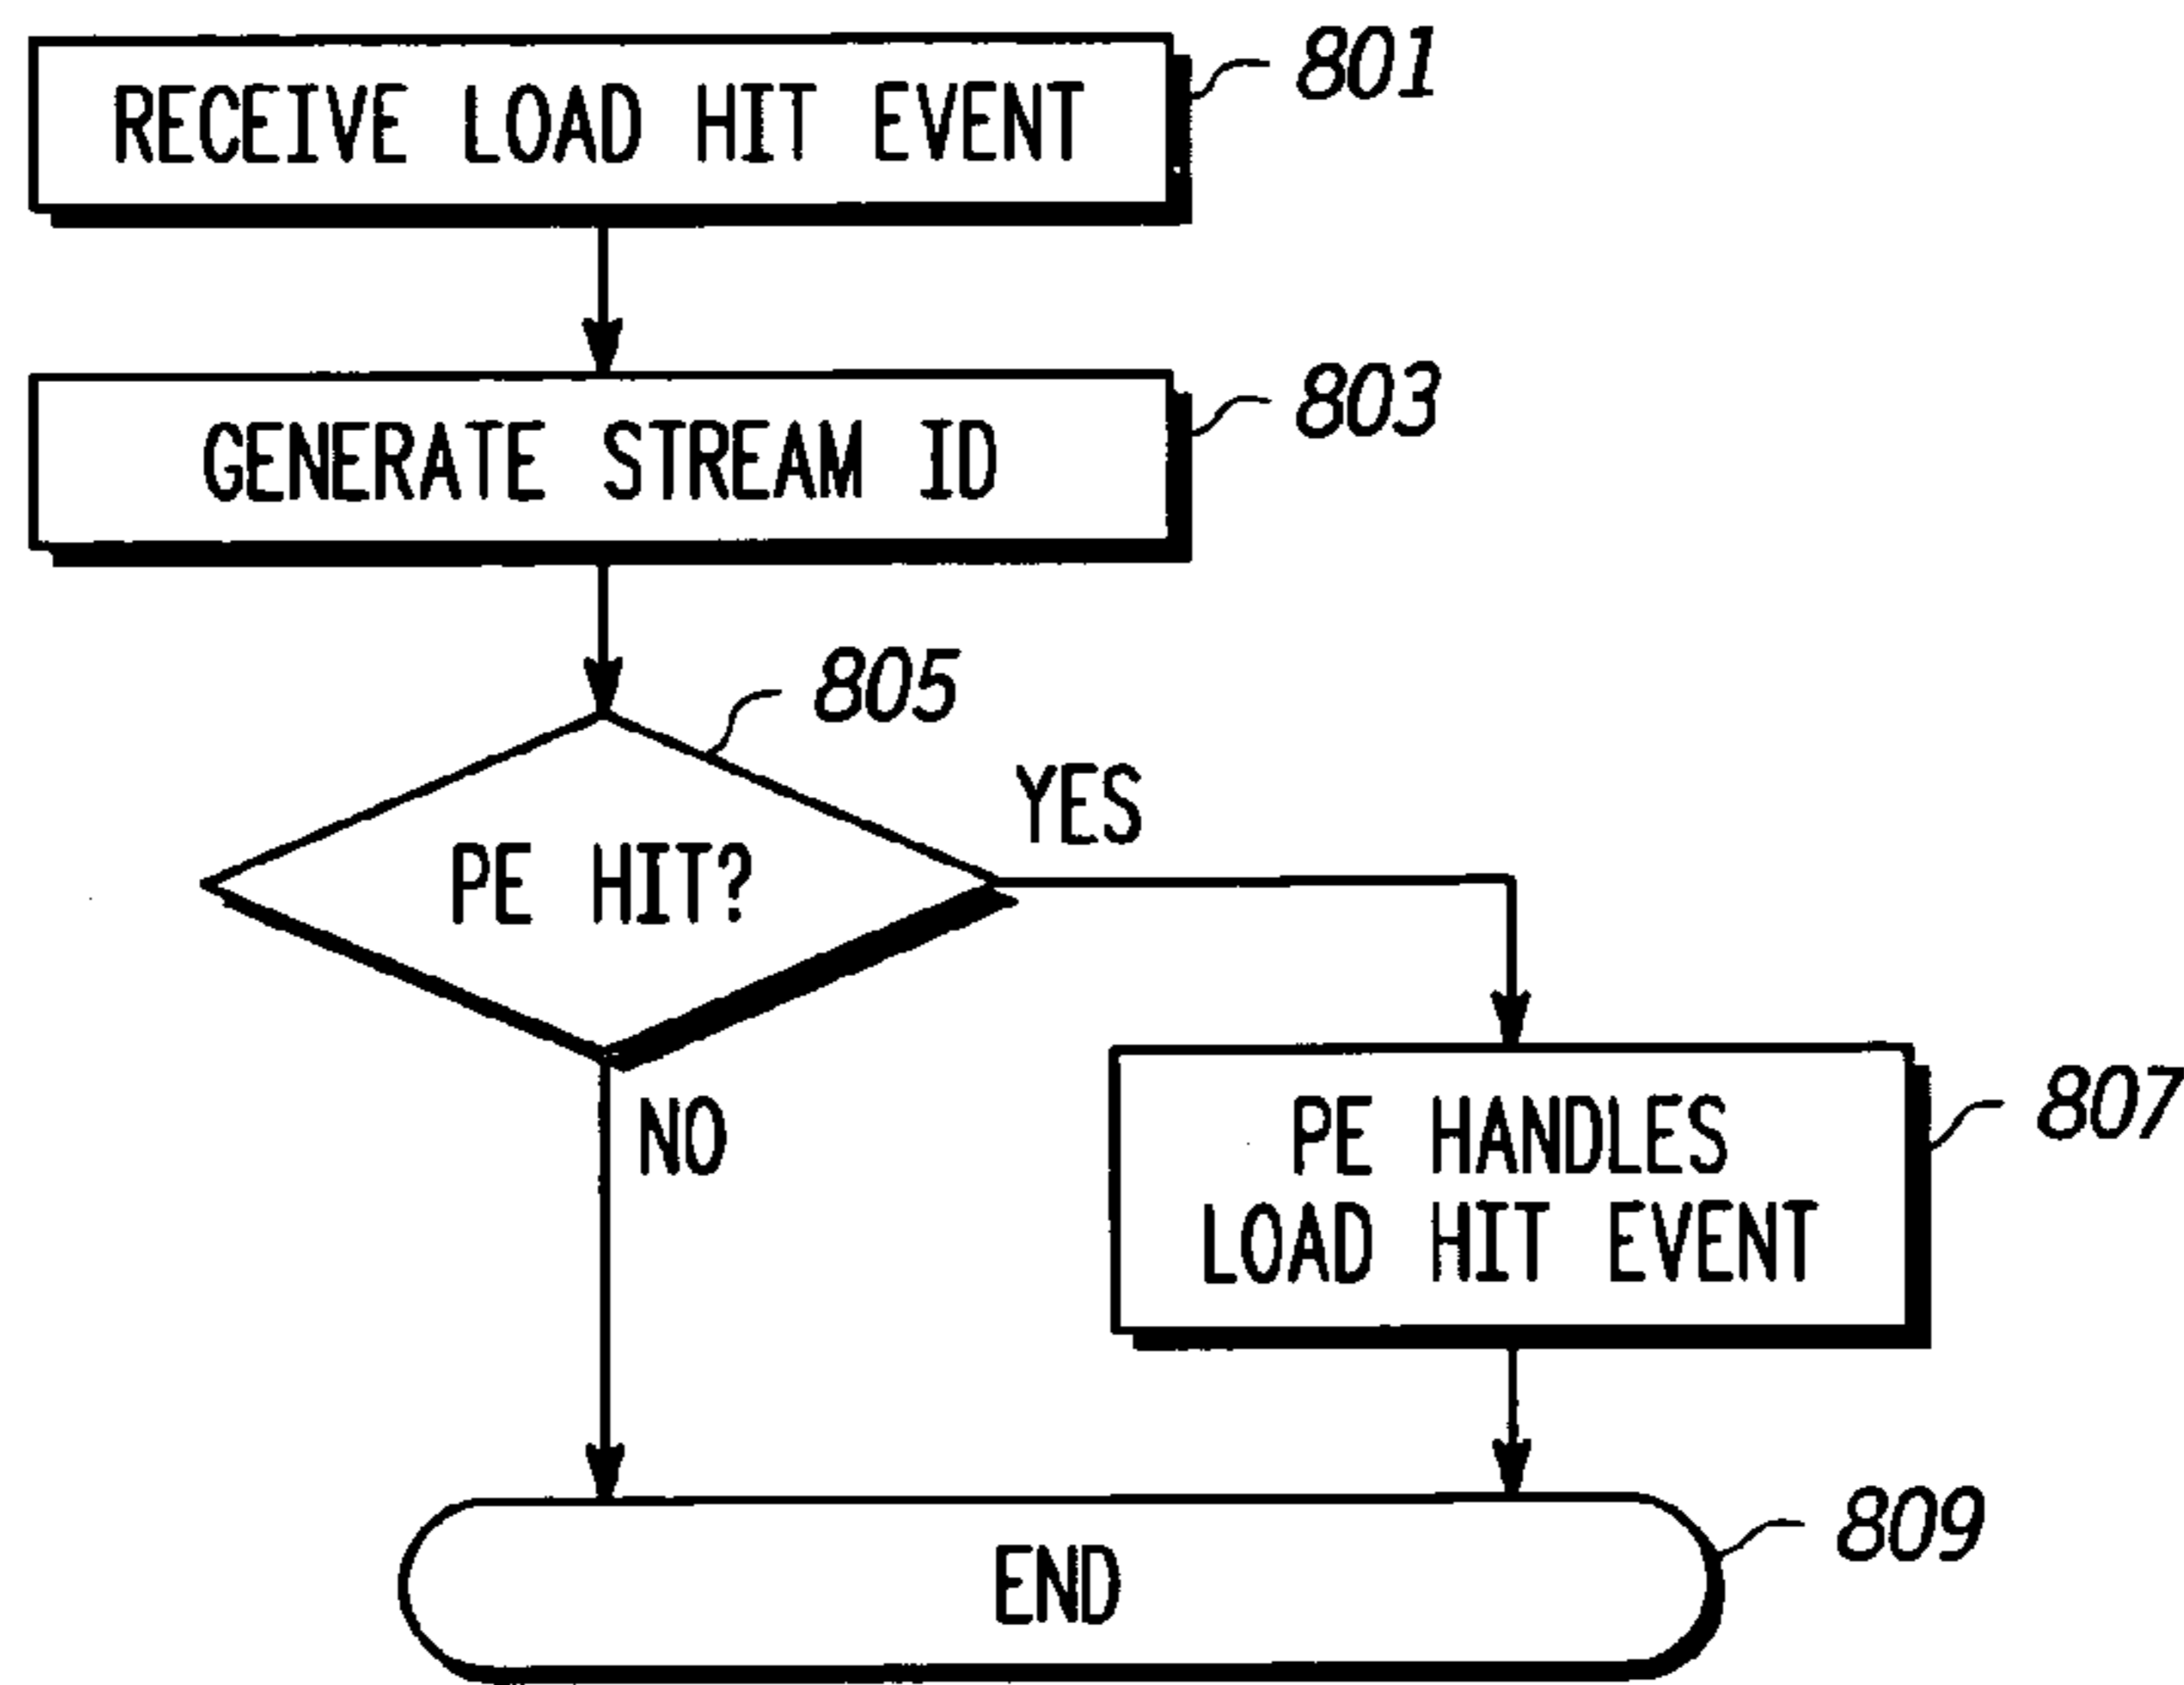 RECEIVE LOAD HIT EVENT
801
GENERATE STREAM ID
803
805
PE HIT?
YES
NO
PE HANDLES
LOAD HIT EVENT
807
END
809